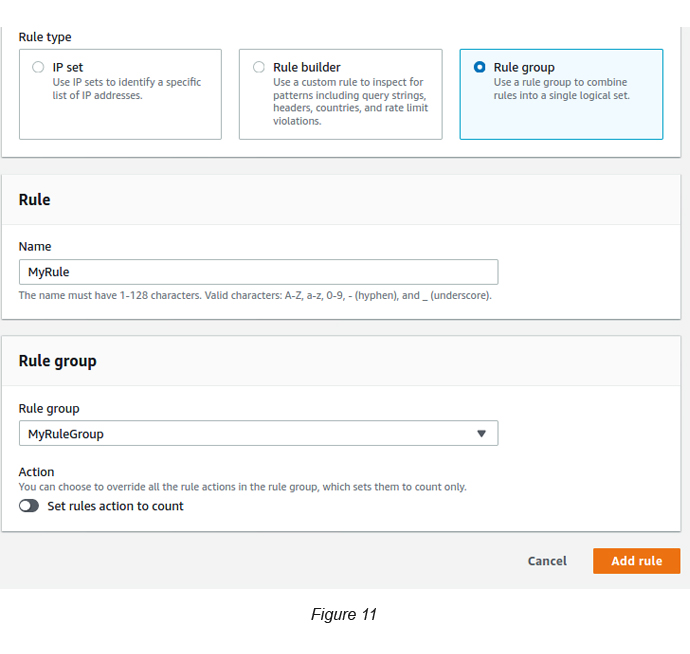 Rule type
IP set
Use IP sets to identify a specific
list of IP addresses.
Rule builder
Use a custom rule to inspect for
patterns including query strings,
headers, countries, and rate limit
violations.
Rule group
Use a rule group to combine
rules into a single logical set.
Rule
Name
MyRule
The name must have 1-128 characters. Valid characters: A-Z, a-z, 0-9, - (hyphen), and _ (underscore).
Rule group
Rule group
MyRuleGroup
Action
You can choose to override all the rule actions in the rule group, which sets them to count only.
Set rules action to count
Cancel
Add rule
Figure 11